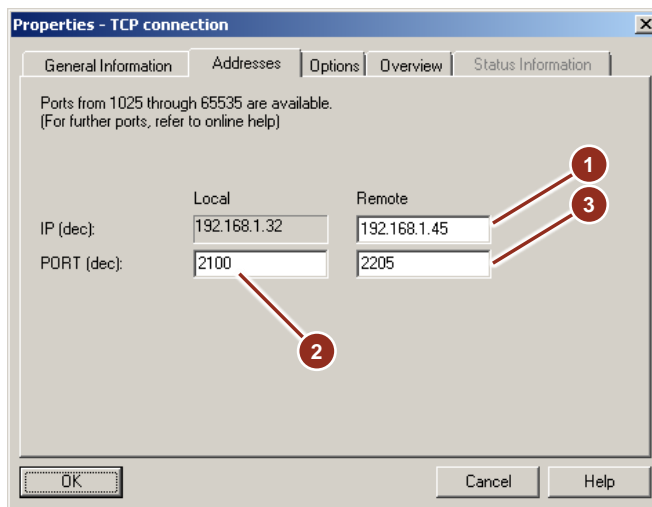 Properties - TCP connection
General Information Addresses Options Overview Status Information
Ports from 1025 through 65535 are available.
(For further ports, refer to online help)
1
Local Remote 3
IP (dec): 192.168.1.32 192.168.1.45
PORT (dec): 2100 2205
2
OK Cancel Help